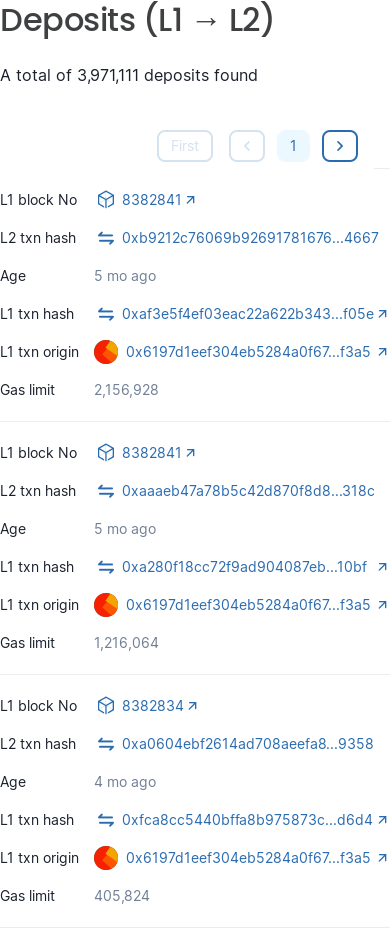 Deposits (L1 → L2)
A total of 3,971,111 deposits found
First 1
L1 block No 8382841
L2 txn hash 0xb9212c76069b92691781676...4667
Age 5 mo ago
L1 txn hash 0xaf3e5f4ef03eac22a622b343...f05e
L1 txn origin 0x6197d1eef304eb5284a0f67...f3a5
Gas limit 2,156,928
L1 block No 8382841
L2 txn hash 0xaaaeb47a78b5c42d870f8d8...318c
Age 5 mo ago
L1 txn hash 0xa280f18cc72f9ad904087eb...10bf
L1 txn origin 0x6197d1eef304eb5284a0f67...f3a5
Gas limit 1,216,064
L1 block No 8382834
L2 txn hash 0xa0604ebf2614ad708aeefa8...9358
Age 4 mo ago
L1 txn hash 0xfca8cc5440bffa8b975873c...d6d4
L1 txn origin 0x6197d1eef304eb5284a0f67...f3a5
Gas limit 405,824